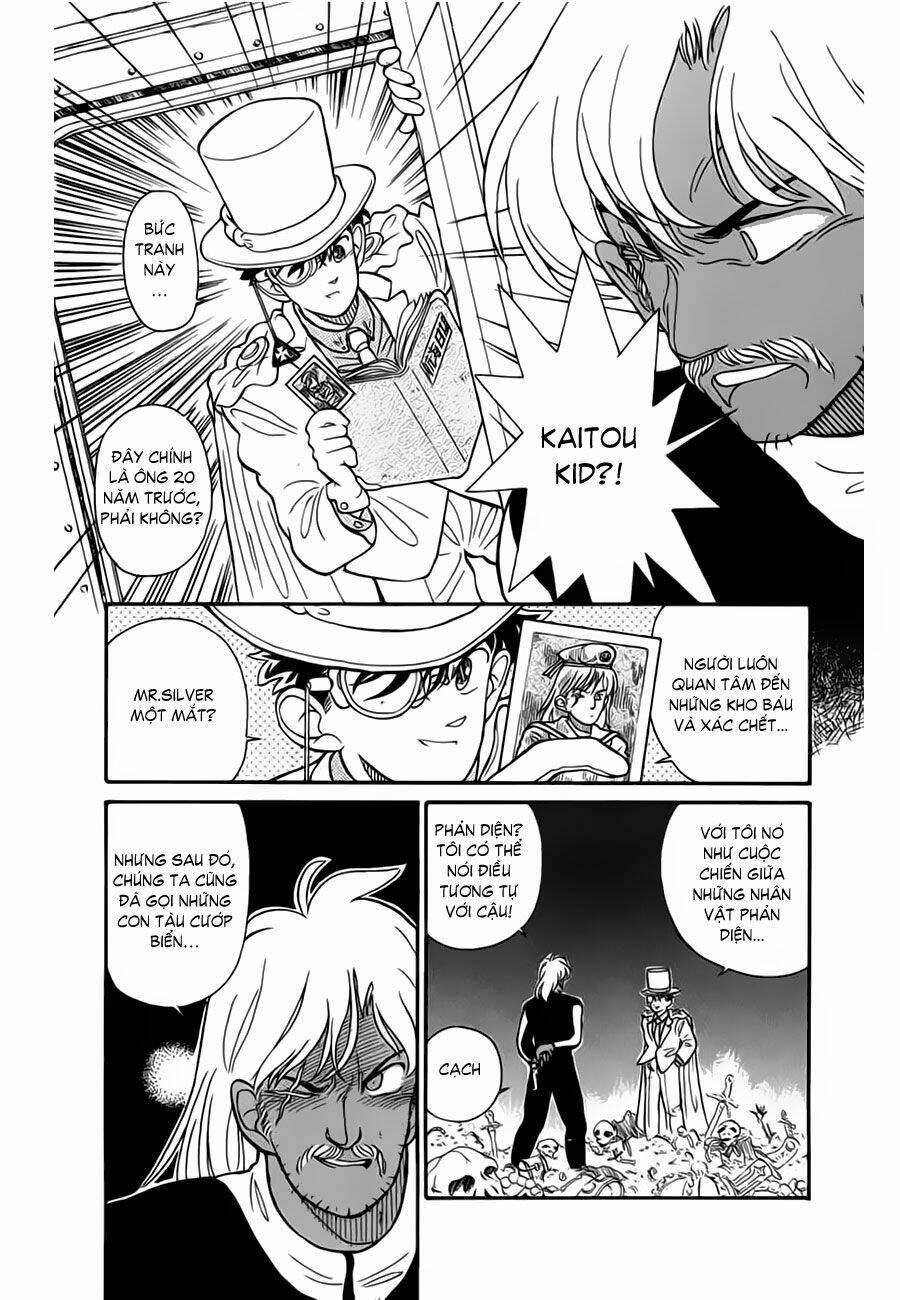 KAITOU
KID?!
BỨC
TRANH
NÀY
...
ĐÂY CHÍNH
LÀ ÔNG 20
NĂM TRƯỚC,
PHẢI KHÔNG?
NGƯỜI LUÔN
QUAN TÂM ĐẾN
NHỮNG KHO BÁU
VÀ XÁC CHẾT...
MR.SILVER
MỘT MẮT?
VỚI TÔI NÓ
NHƯ CUỘC
CHIẾN GIỮA
NHỮNG NHÂN
VẬT PHẢN
DIỆN...
PHẢN DIỆN?
TÔI CÓ THỂ
NÓI ĐIỀU
TƯƠNG TỰ
VỚI CẬU!
CẠCH
NHƯNG SAU ĐÓ,
CHÚNG TA CŨNG
ĐÃ GỌI NHỮNG
CON TÀU CƯỚP
BIỂN...